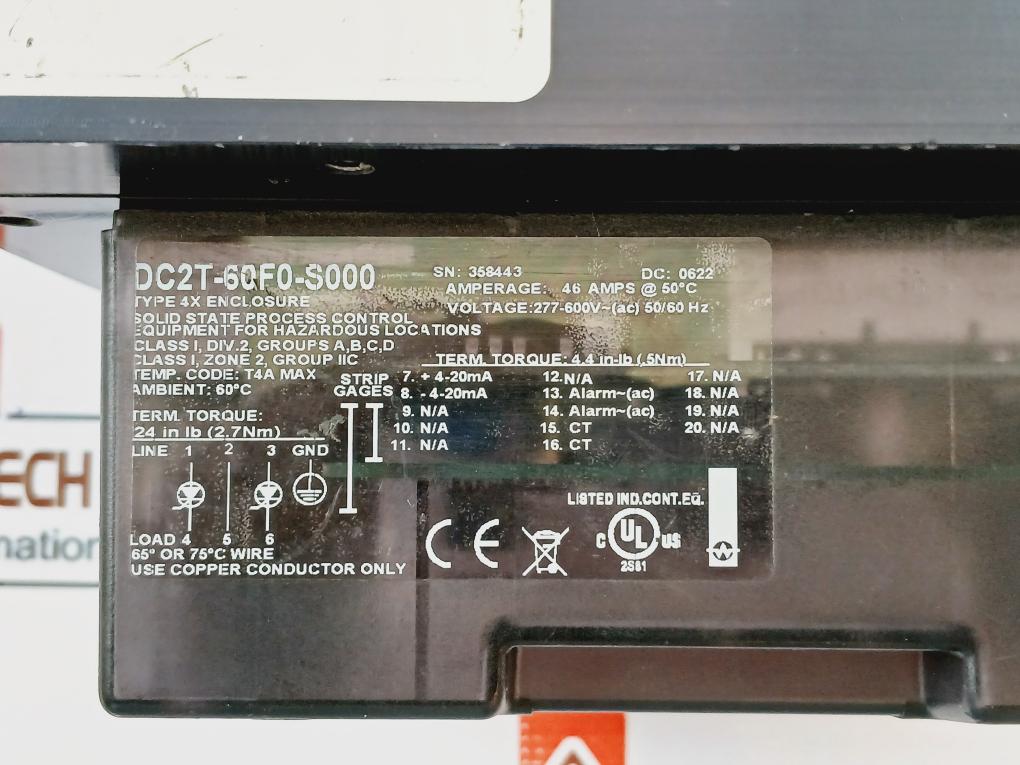 DC2T-60F0-S000
SN: 358443
DC: 0622
AMPERAGE: 46 AMPS @ 50°C
VOLTAGE:277-600V~(ac) 50/60 Hz
TYPE 4X ENCLOSURE
SOLID STATE PROCESS CONTROL
EQUIPMENT FOR HAZARDOUS LOCATIONS
CLASS I, DIV.2, GROUPS A,B,C,D
CLASS I, ZONE 2, GROUP IIC
TEMP. CODE: T4A MAX
AMBIENT: 60°C
TERM. TORQUE:
24 in lb (2.7Nm)
LINE 1 2 3 GND
LOAD 4 5 6
65° OR 75°C WIRE
USE COPPER CONDUCTOR ONLY
STRIP
GAGES
TERM. TORQUE: 4.4 in-lb (.5Nm)
7. + 4-20mA
8. - 4-20mA
9. N/A
10. N/A
11. N/A
12. N/A
13. Alarm~(ac)
14. Alarm~(ac)
15. CT
16. CT
17. N/A
18. N/A
19. N/A
20. N/A
LISTED IND.CONT.EQ.
CE
C UL US
2S81
ECH
mation